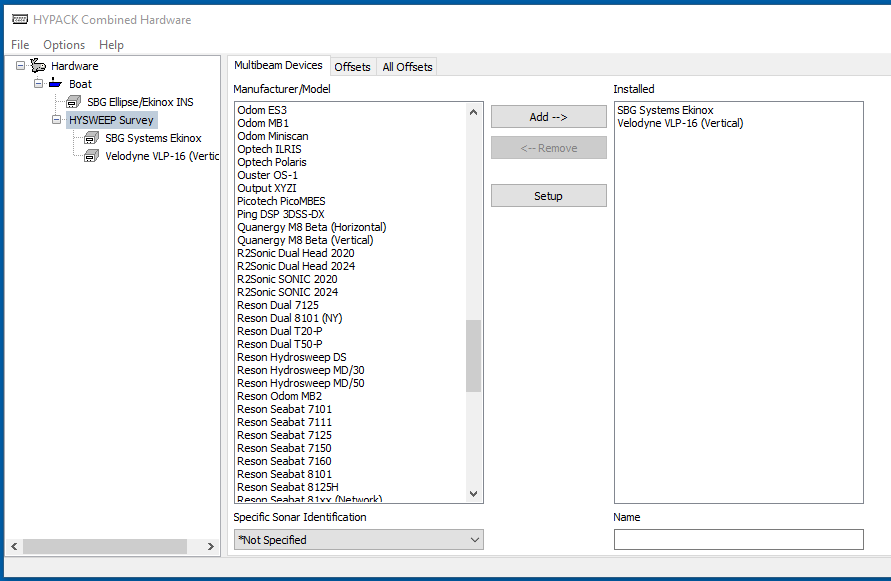 HYPACK Combined Hardware
File Options Help
Hardware
Boat
SBG Ellipse/Ekinox INS
HYSWEEP Survey
SBG Systems Ekinox
Velodyne VLP-16 (Vertic
Multibeam Devices Offsets All Offsets
Manufacturer/Model
Odom ES3
Odom MB1
Odom Miniscan
Optech ILRIS
Optech Polaris
Ouster OS-1
Output XYZI
Picotech PicoMBES
Ping DSP 3DSS-DX
Quanergy M8 Beta (Horizontal)
Quanergy M8 Beta (Vertical)
R2Sonic Dual Head 2020
R2Sonic Dual Head 2024
R2Sonic SONIC 2020
R2Sonic SONIC 2024
Reson Dual 7125
Reson Dual 8101 (NY)
Reson Dual T20-P
Reson Dual T50-P
Reson Hydrosweep DS
Reson Hydrosweep MD/30
Reson Hydrosweep MD/50
Reson Odom MB2
Reson Seabat 7101
Reson Seabat 7111
Reson Seabat 7125
Reson Seabat 7150
Reson Seabat 7160
Reson Seabat 8101
Reson Seabat 8125H
Reson Seabat 81xx (Network)
Specific Sonar Identification
*Not Specified
Add -->
<-- Remove
Setup
Installed
SBG Systems Ekinox
Velodyne VLP-16 (Vertical)
Name